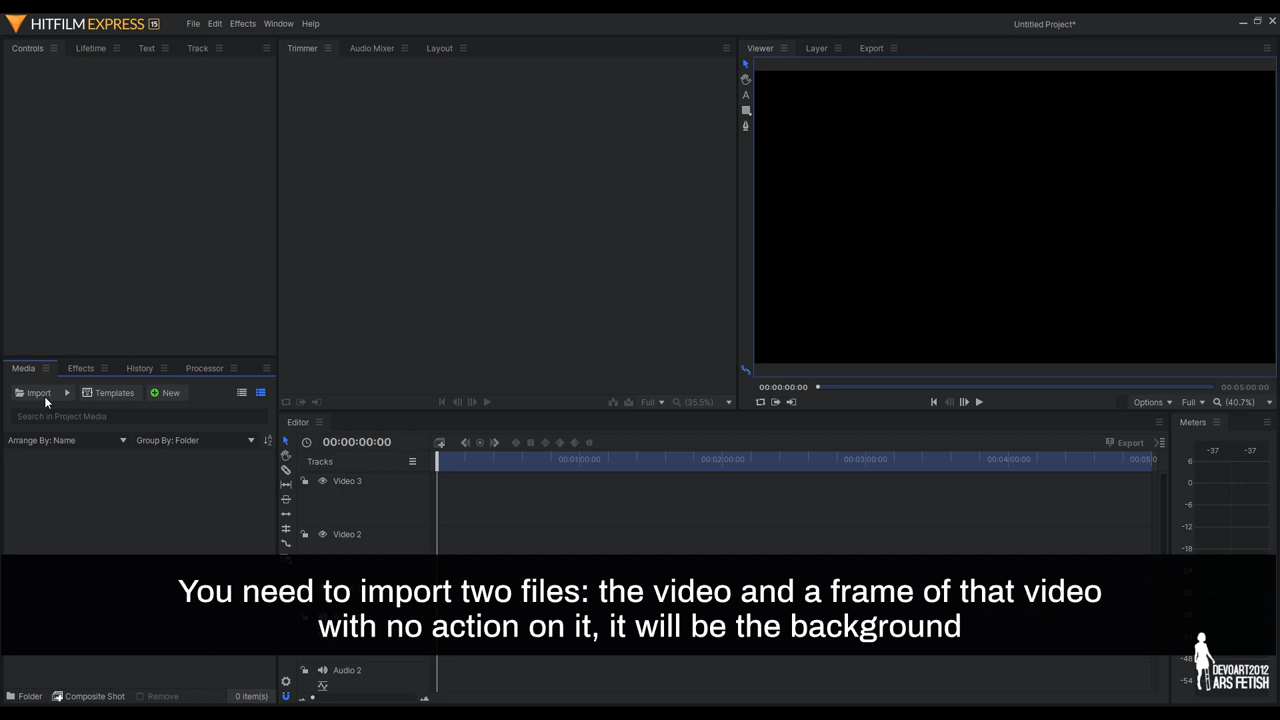 HITFILM EXPRESS 15
File Edit Effects Window Help
Untitled Project*
Controls Lifetime Text Track
Trimmer Audio Mixer Layout
Viewer Layer Export
A
00:00:00:00 00:05:00:00
Full (35.5%)
Options Full (40.7%)
Media Effects History Processor
Import Templates New
Search in Project Media
Arrange By: Name Group By: Folder
Editor
00:00:00:00
Export
Tracks
00:01:00:00 00:02:00:00 00:03:00:00 00:04:00:00 00:05:0
Video 3
Video 2
Audio 2
Meters
-37 -37
6
0
-6
-12
-18
-48
-54
You need to import two files: the video and a frame of that video
with no action on it, it will be the background
Folder Composite Shot Remove 0 item(s)
DEVOART2012
ARS FETISH